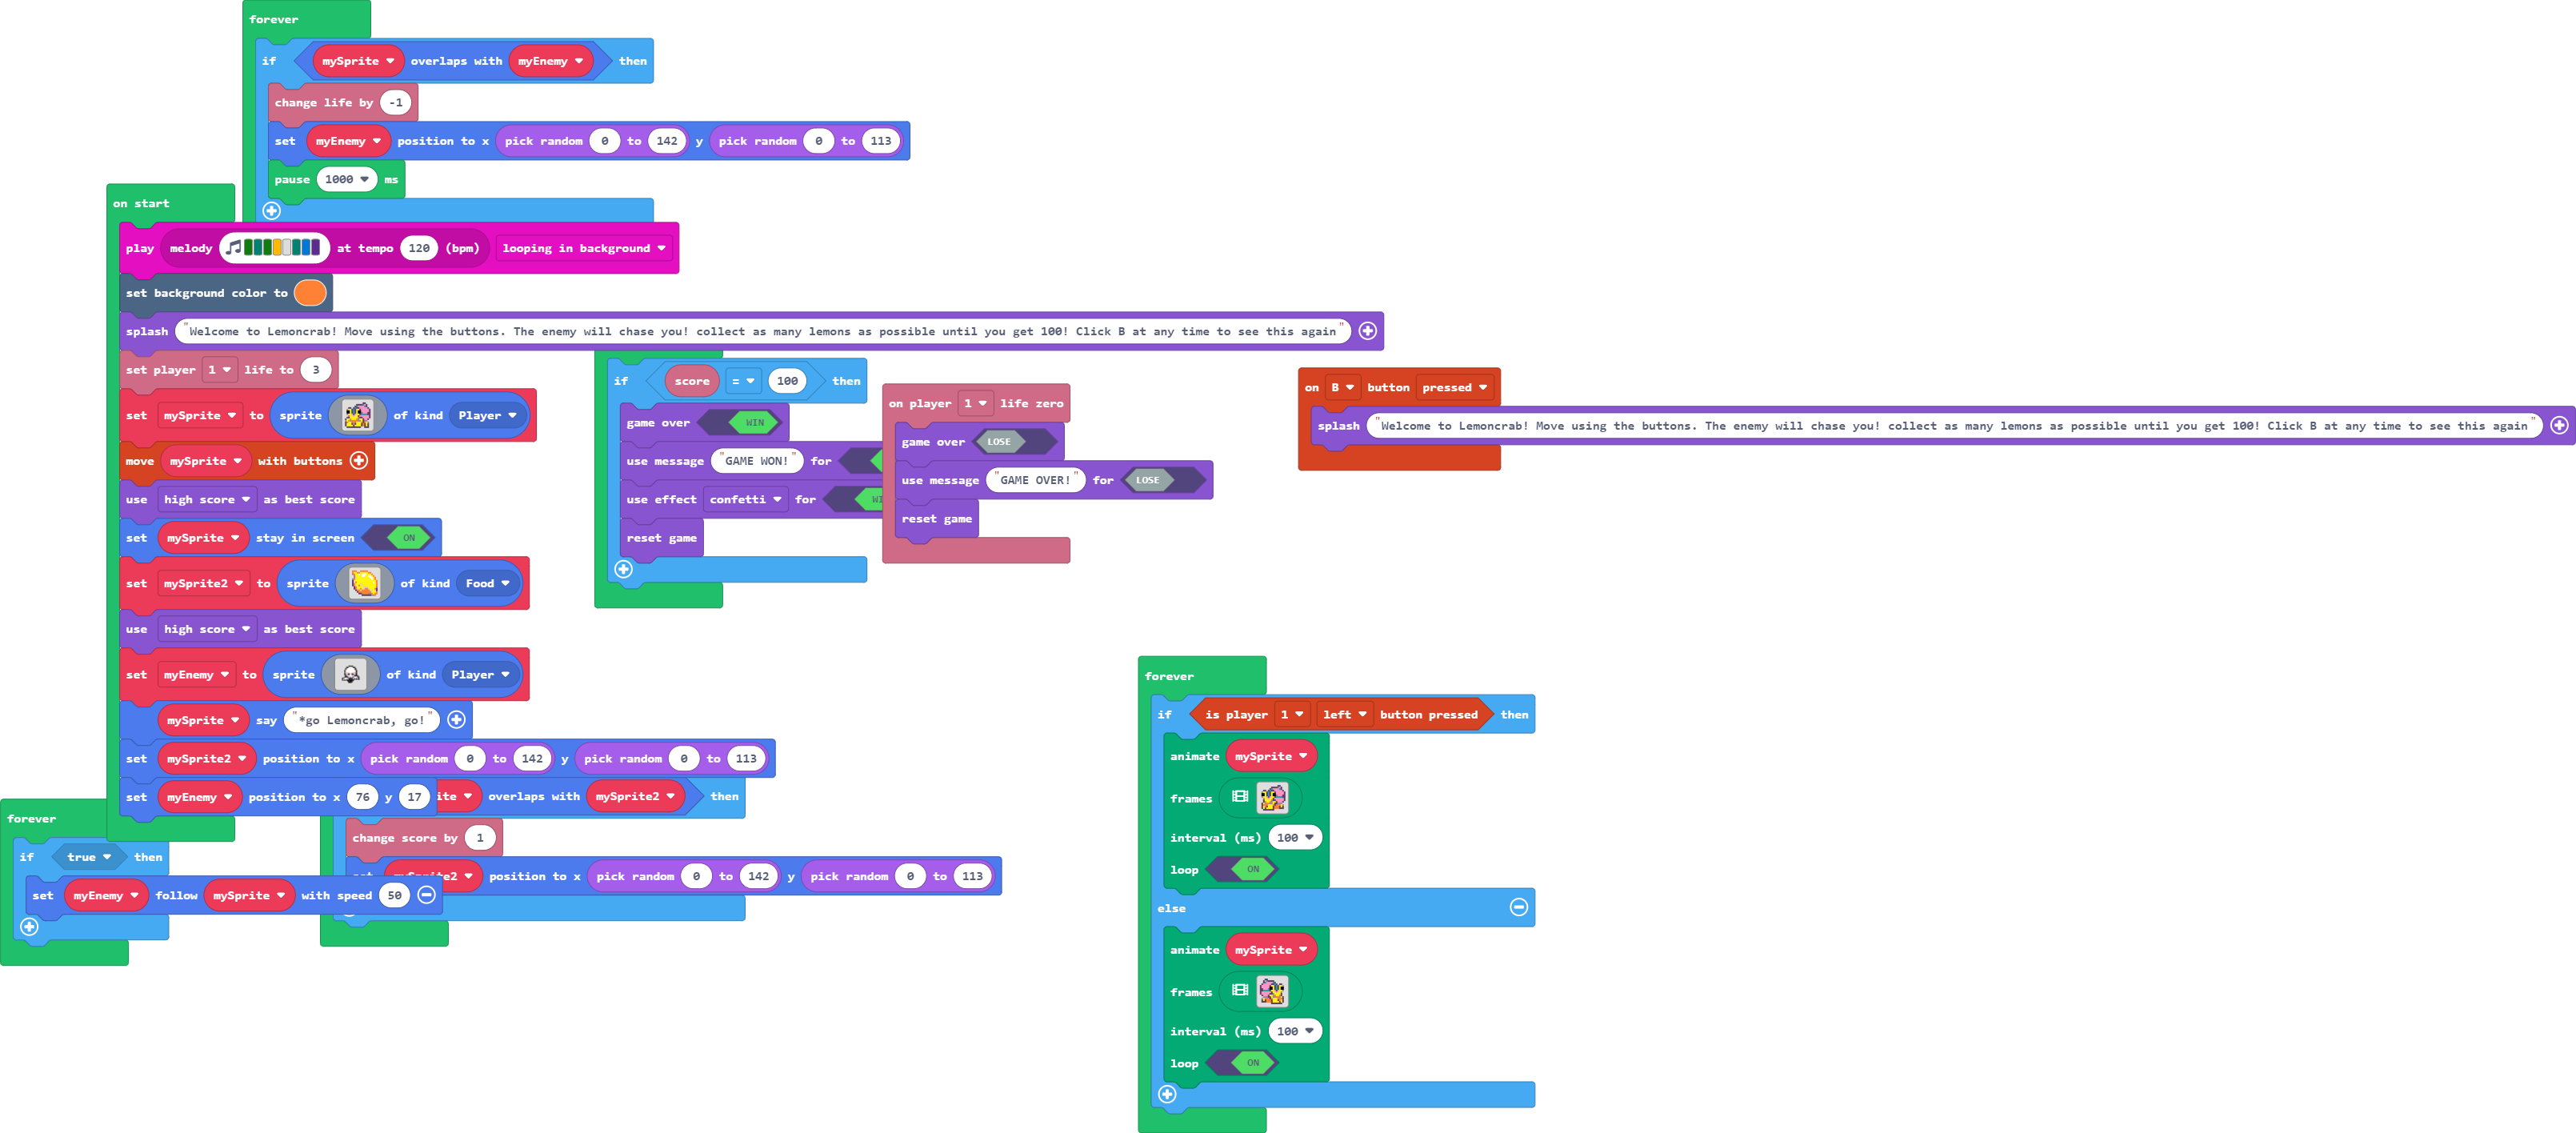 forever
if mySprite overlaps with myEnemy then
change life by -1
set myEnemy position to x pick random 0 to 142 y pick random 0 to 113
pause 1000 ms
on start
play melody at tempo 120 (bpm) looping in background
set background color to
splash "Welcome to Lemoncrab! Move using the buttons. The enemy will chase you! collect as many lemons as possible until you get 100! Click B at any time to see this again"
set player 1 life to 3
set mySprite to sprite of kind Player
move mySprite with buttons
use high score as best score
set mySprite stay in screen ON
set mySprite2 to sprite of kind Food
use high score as best score
set myEnemy to sprite of kind Player
mySprite say "*go Lemoncrab, go!"
set mySprite2 position to x pick random 0 to 142 y pick random 0 to 113
set myEnemy position to x 76 y 17
if score = 100 then
game over WIN
use message "GAME WON!" for
use effect confetti for
reset game
on player 1 life zero
game over LOSE
use message "GAME OVER!" for LOSE
reset game
on B button pressed
splash "Welcome to Lemoncrab! Move using the buttons. The enemy will chase you! collect as many lemons as possible until you get 100! Click B at any time to see this again"
forever
if true then
set myEnemy follow mySprite with speed 50
overlaps with mySprite2 then
change score by 1
position to x pick random 0 to 142 y pick random 0 to 113
forever
if is player 1 left button pressed then
animate mySprite
frames
interval (ms) 100
loop ON
else
animate mySprite
frames
interval (ms) 100
loop ON